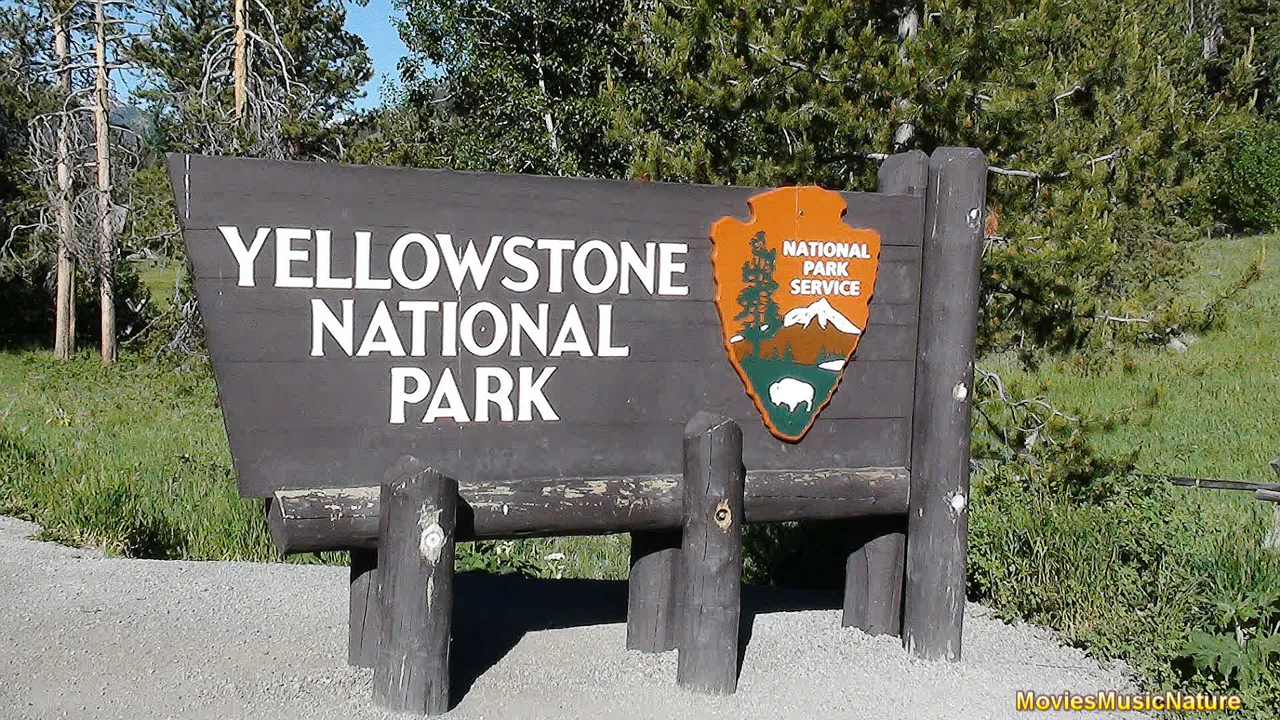 YELLOWSTONE
NATIONAL
PARK
NATIONAL
PARK
SERVICE
MoviesMusicNature